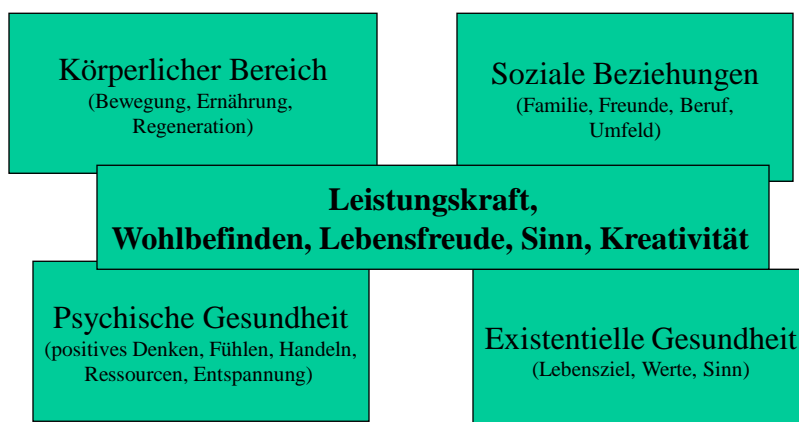 Körperlicher Bereich
(Bewegung, Ernährung,
Regeneration)
Soziale Beziehungen
(Familie, Freunde, Beruf,
Umfeld)
Leistungskraft,
Wohlbefinden, Lebensfreude, Sinn, Kreativität
Psychische Gesundheit
(positives Denken, Fühlen, Handeln,
Ressourcen, Entspannung)
Existentielle Gesundheit
(Lebensziel, Werte, Sinn)